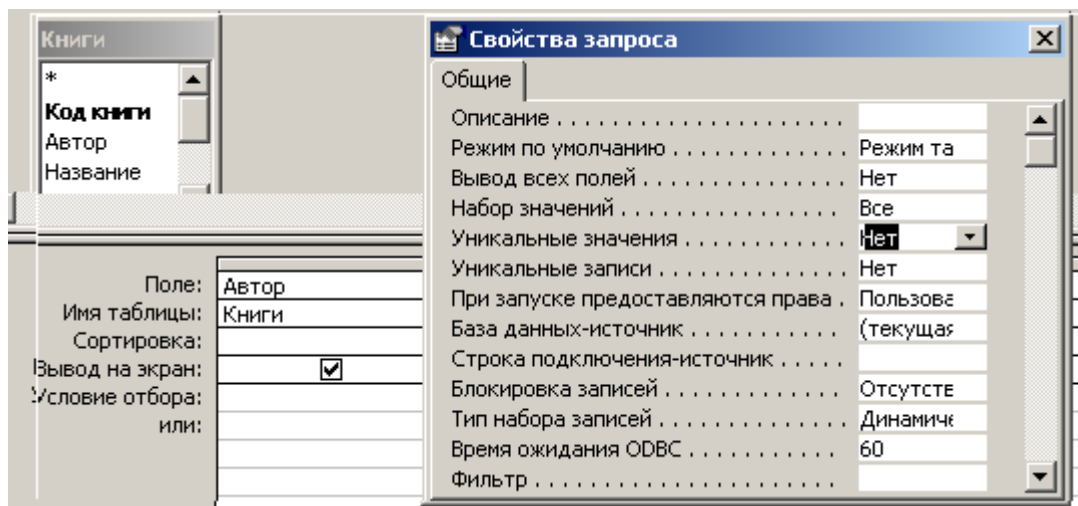 Книги
*
Код книги
Автор
Название
Поле: Автор
Имя таблицы: Книги
Сортировка:
Вывод на экран:
Условие отбора:
или:
Свойства запроса
Общие
Описание
Режим по умолчанию Режим та
Вывод всех полей Нет
Набор значений Все
Уникальные значения Нет
Уникальные записи Нет
При запуске предоставляются права Пользова
База данных-источник (текущая
Строка подключения-источник
Блокировка записей Отсутств
Тип набора записей Динамиче
Время ожидания ODBC 60
Фильтр